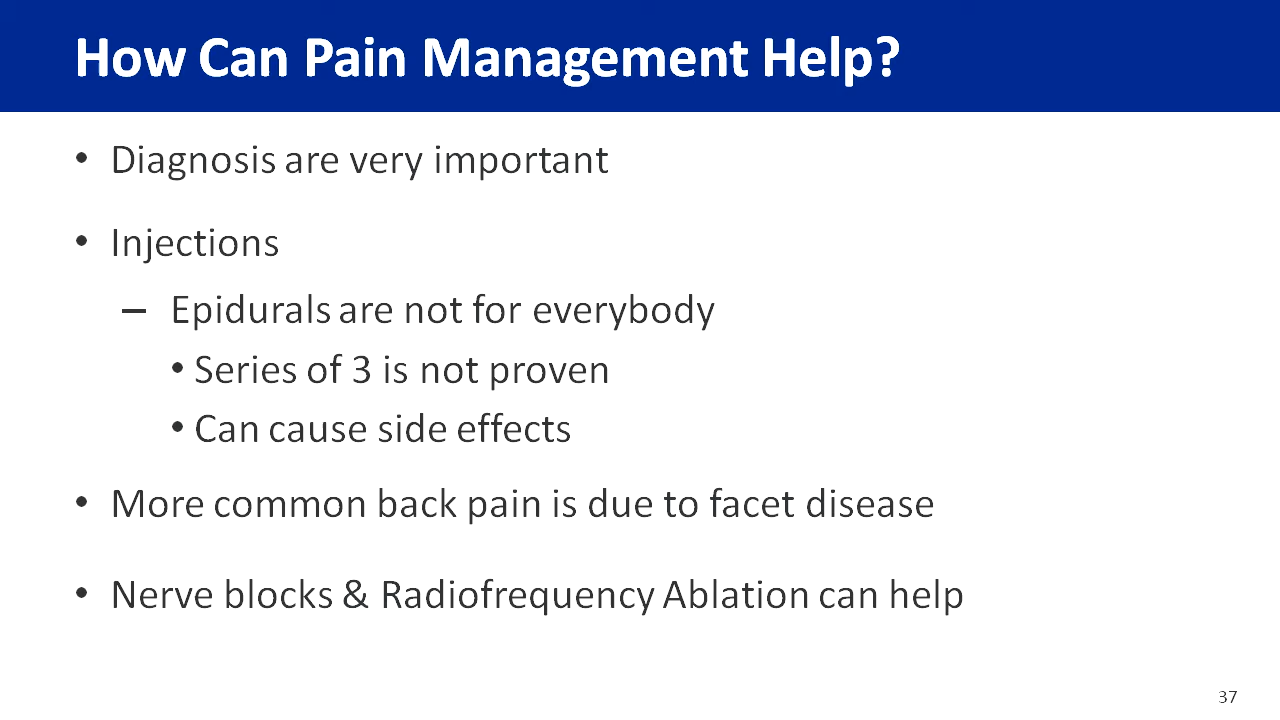 How Can Pain Management Help?
• Diagnosis are very important
• Injections
– Epidurals are not for everybody
• Series of 3 is not proven
• Can cause side effects
• More common back pain is due to facet disease
• Nerve blocks & Radiofrequency Ablation can help
37